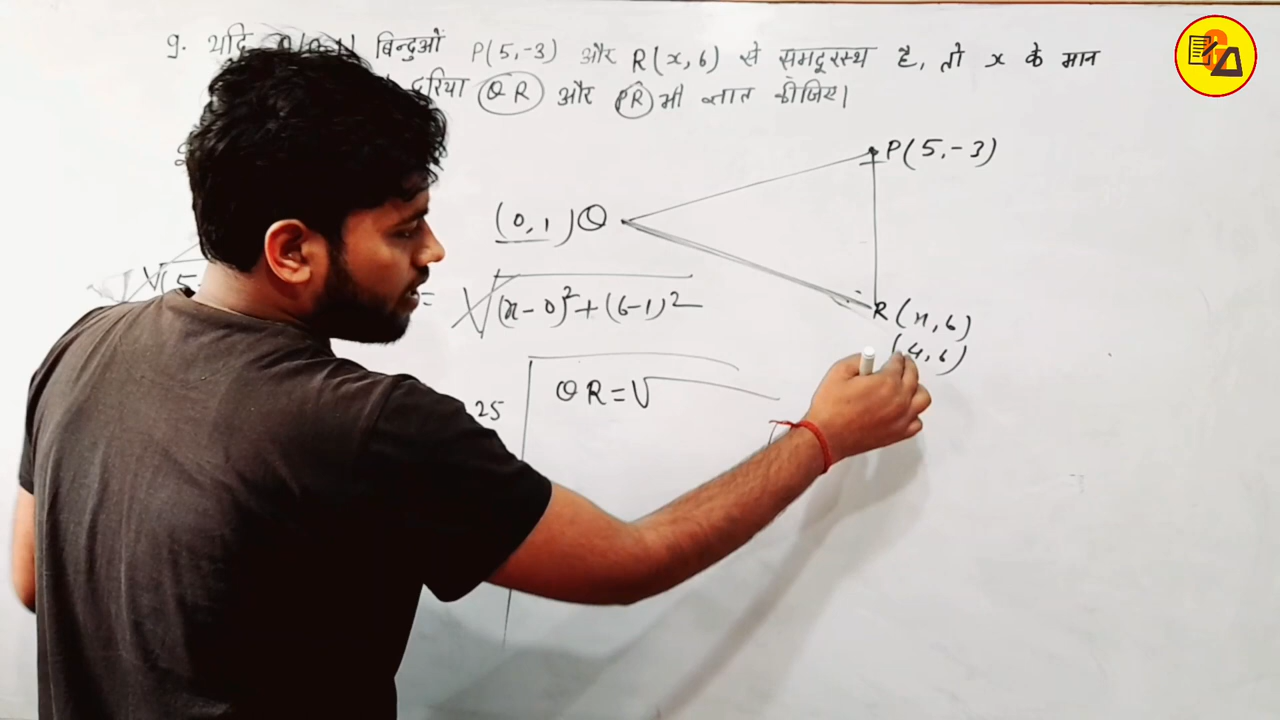 9. यदि बिन्दुओं P(5,-3) और R(x,6) से समदूरस्थ है, तो x के मान
दूरिया QR और PR भी ज्ञात कीजिए।
P(5,-3)
(0,1)Q
= √(x-0)²+(6-1)²
R(x,6)
(4,6)
QR=√
25